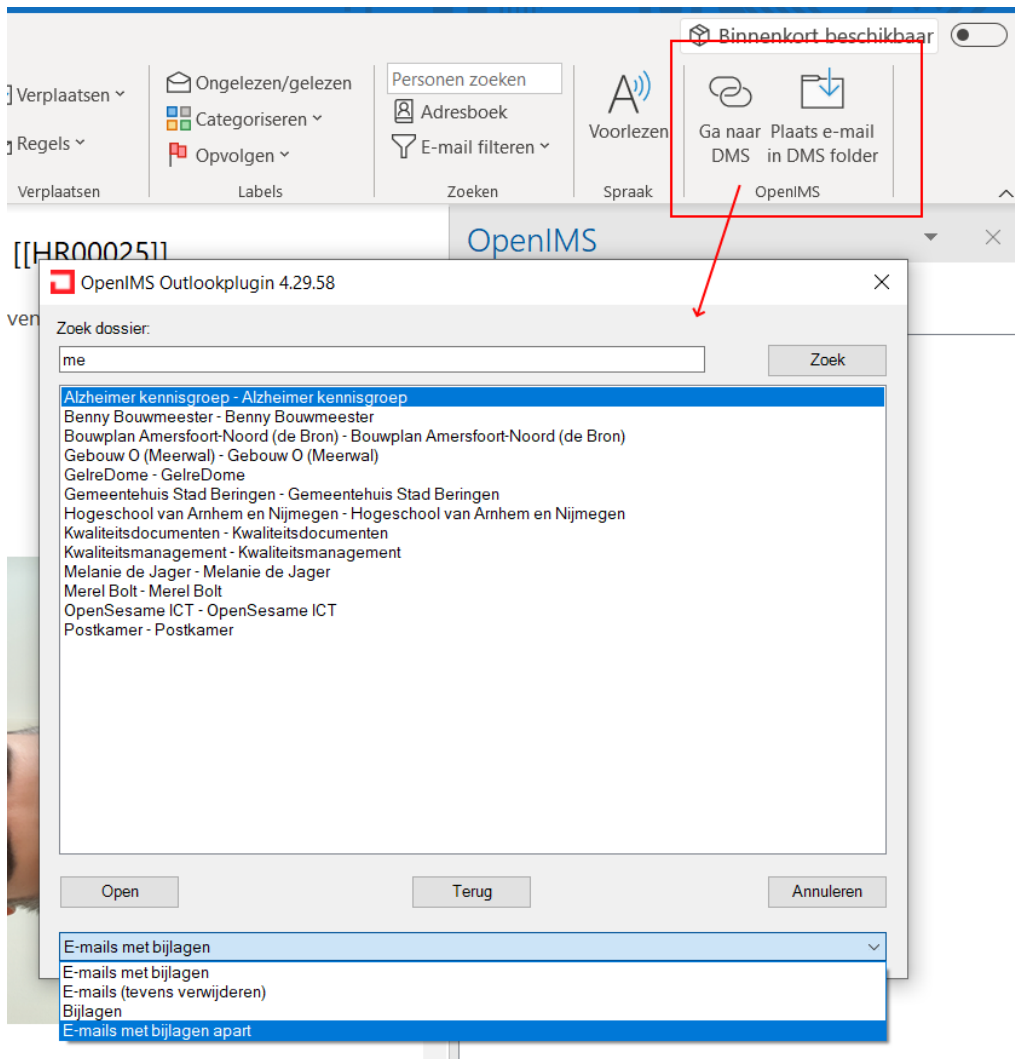 Binnenkort beschikbaar
Verplaatsen
Regels
Verplaatsen
Ongelezen/gelezen
Categoriseren
Opvolgen
Labels
Personen zoeken
Adresboek
E-mail filteren
Zoeken
Voorlezen
Spraak
Ga naar
DMS
Plaats e-mail
in DMS folder
OpenIMS
[[HR00025]]
OpenIMS
ven
OpenIMS Outlookplugin 4.29.58
Zoek dossier:
me
Zoek
Alzheimer kennisgroep - Alzheimer kennisgroep
Benny Bouwmeester - Benny Bouwmeester
Bouwplan Amersfoort-Noord (de Bron) - Bouwplan Amersfoort-Noord (de Bron)
Gebouw O (Meerwal) - Gebouw O (Meerwal)
GelreDome - GelreDome
Gemeentehuis Stad Beringen - Gemeentehuis Stad Beringen
Hogeschool van Arnhem en Nijmegen - Hogeschool van Arnhem en Nijmegen
Kwaliteitsdocumenten - Kwaliteitsdocumenten
Kwaliteitsmanagement - Kwaliteitsmanagement
Melanie de Jager - Melanie de Jager
Merel Bolt - Merel Bolt
OpenSesame ICT - OpenSesame ICT
Postkamer - Postkamer
Open
Terug
Annuleren
E-mails met bijlagen
E-mails met bijlagen
E-mails (tevens verwijderen)
Bijlagen
E-mails met bijlagen apart